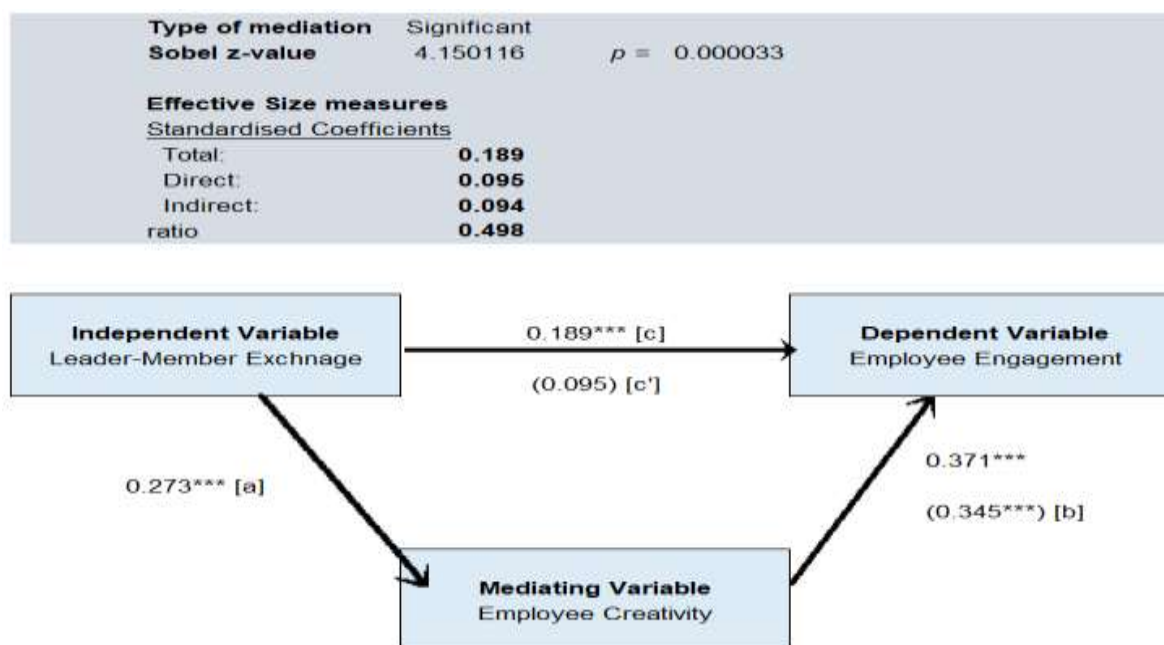 Type of mediation Significant
Sobel z-value 4.150116 p = 0.000033
Effective Size measures
Standardised Coefficients
Total: 0.189
Direct: 0.095
Indirect: 0.094
ratio 0.498
Independent Variable
Leader-Member Exchnage
0.189*** [c]
(0.095) [c']
Dependent Variable
Employee Engagement
0.273*** [a]
0.371***
(0.345***) [b]
Mediating Variable
Employee Creativity